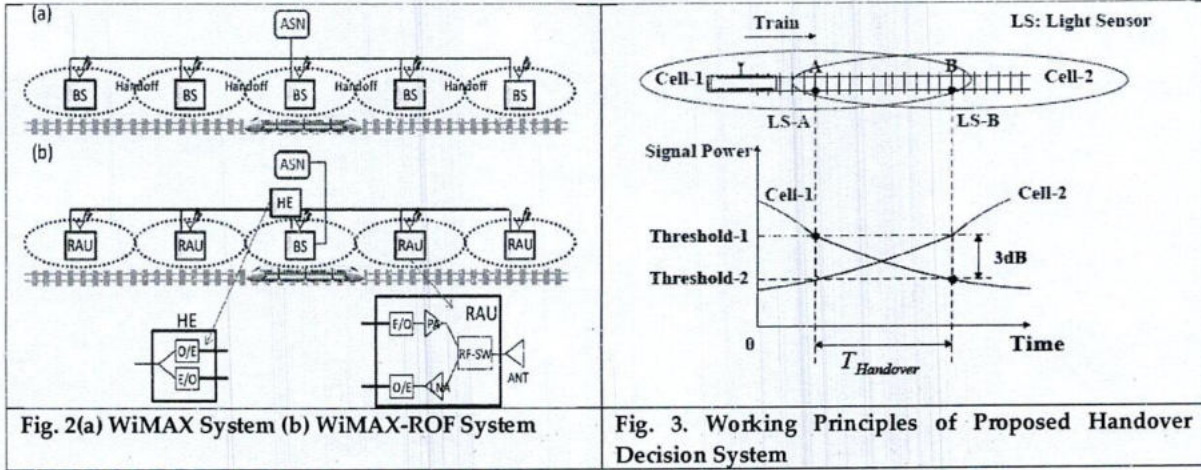 (a)
ASN
BS
Handoff
BS
Handoff
BS
Handoff
BS
Handoff
BS
(b)
ASN
HE
RAU
RAU
BS
RAU
RAU
HE
O/E
E/O
RAU
E/O
PA
O/E
LNA
RF-SW
ANT
Fig. 2(a) WiMAX System (b) WiMAX-ROF System
LS: Light Sensor
Train
Cell-1
A
B
Cell-2
LS-A
LS-B
Signal Power
Cell-1
Cell-2
Threshold-1
3dB
Threshold-2
0
Time
T Handover
Fig. 3. Working Principles of Proposed Handover
Decision System